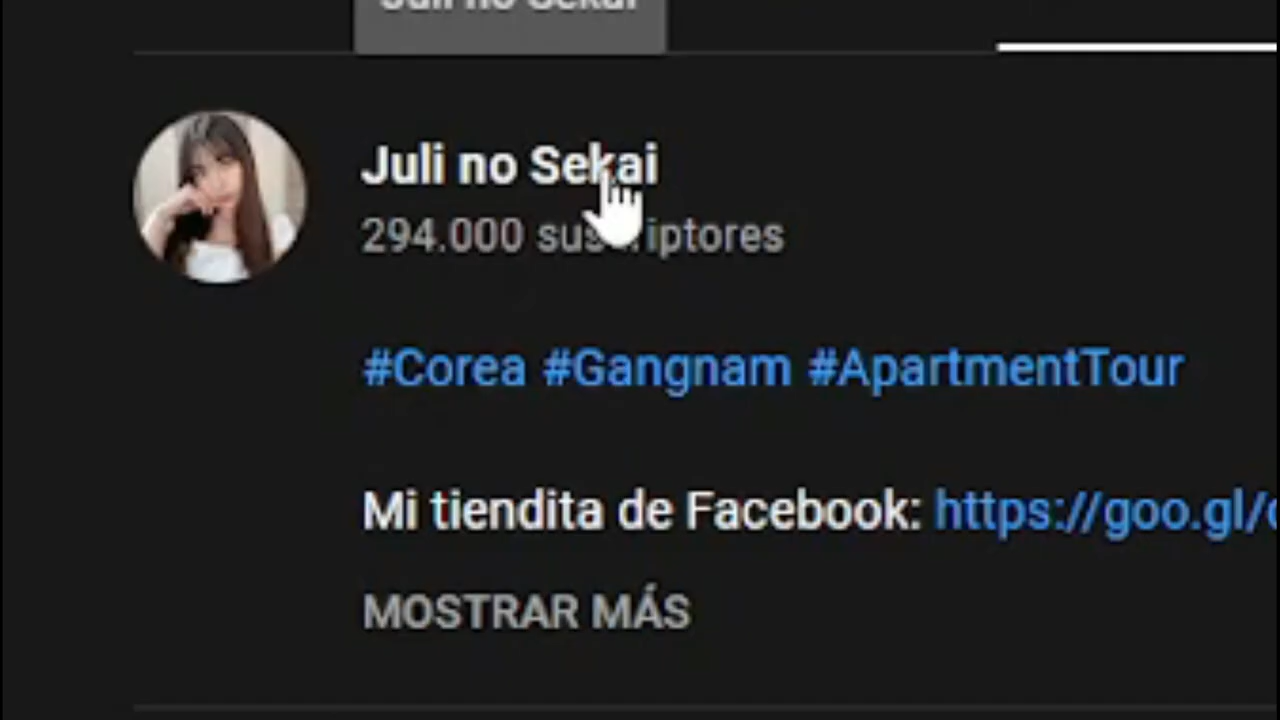 Juli no Sekai
Juli no Sekai
294.000 suscriptores
#Corea #Gangnam #ApartmentTour
Mi tiendita de Facebook: https://goo.gl/
MOSTRAR MÁS